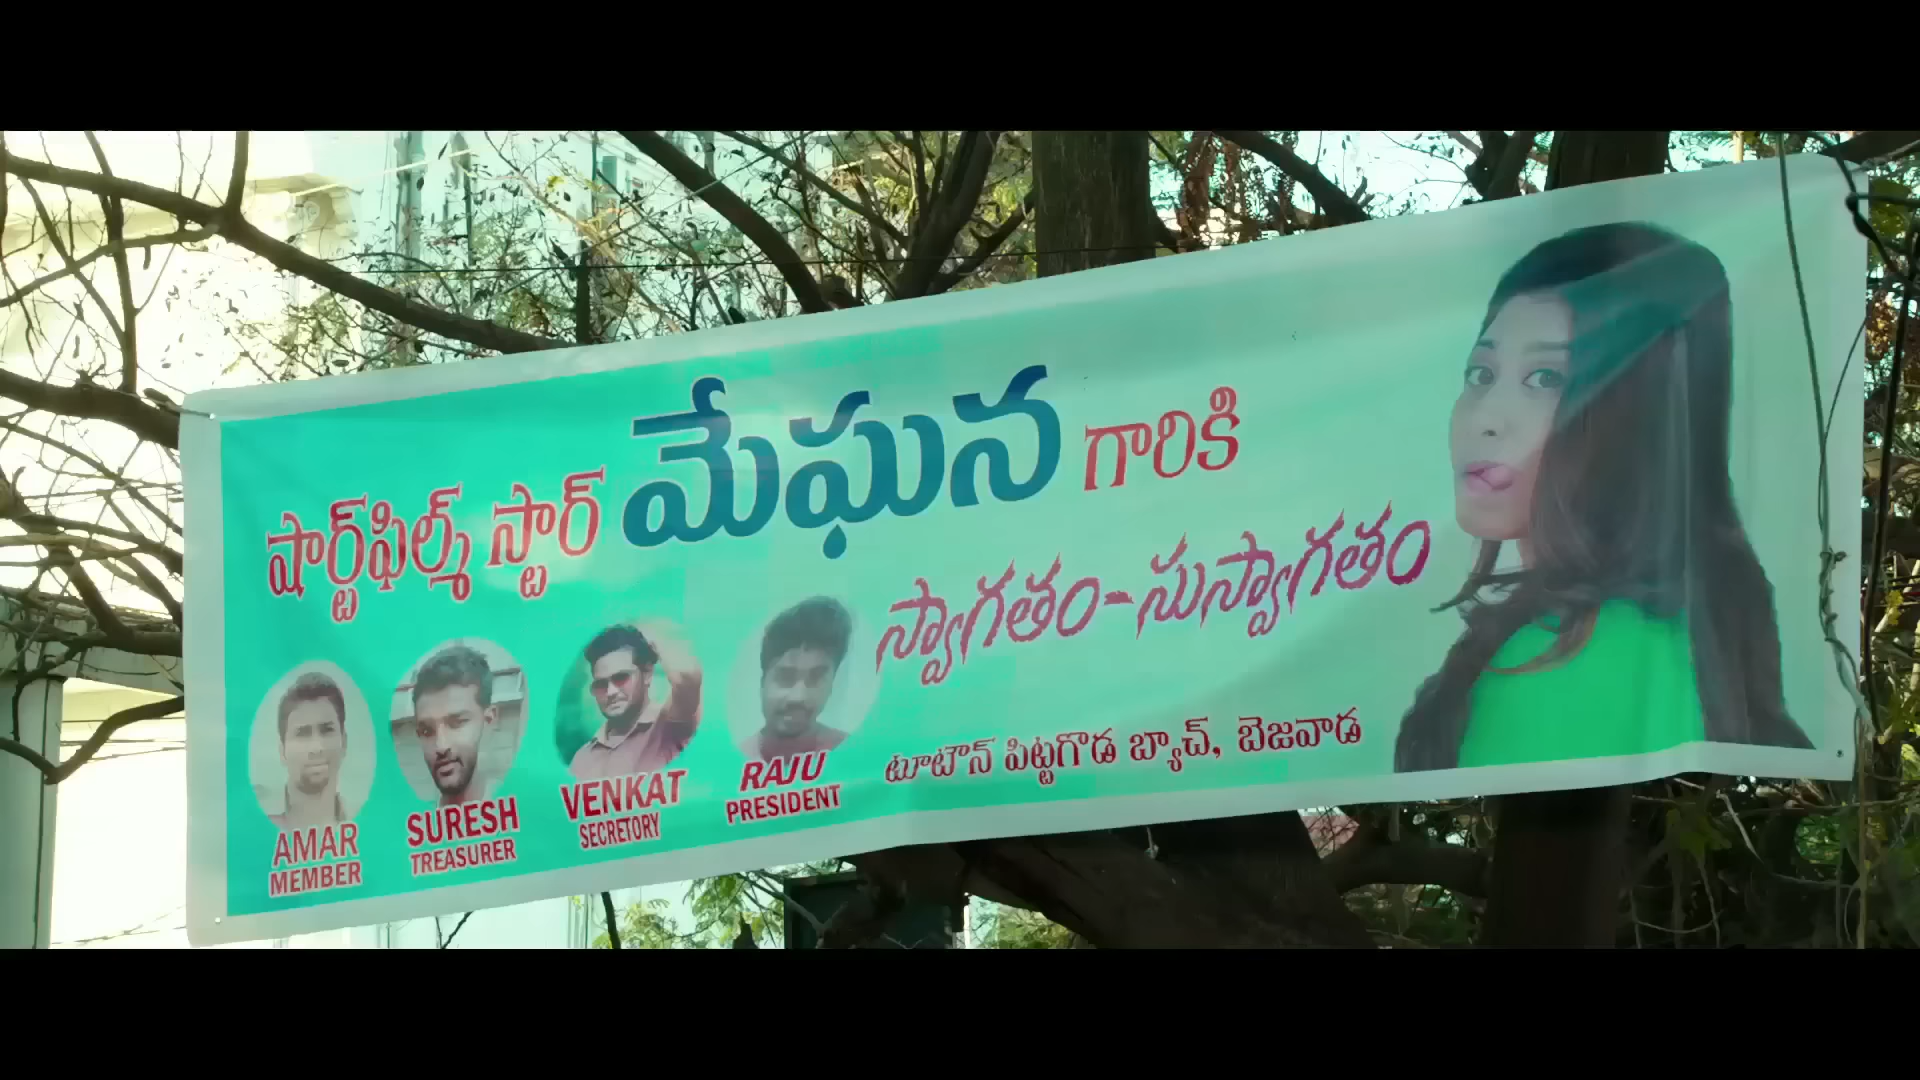 షార్ట్‌ఫిల్మ్ స్టార్ మేఘన గారికి
స్వాగతం-సుస్వాగతం
టూటౌన్ పిట్టగొడ బ్యాచ్, బెజవాడ
AMAR
MEMBER
SURESH
TREASURER
VENKAT
SECRETORY
RAJU
PRESIDENT